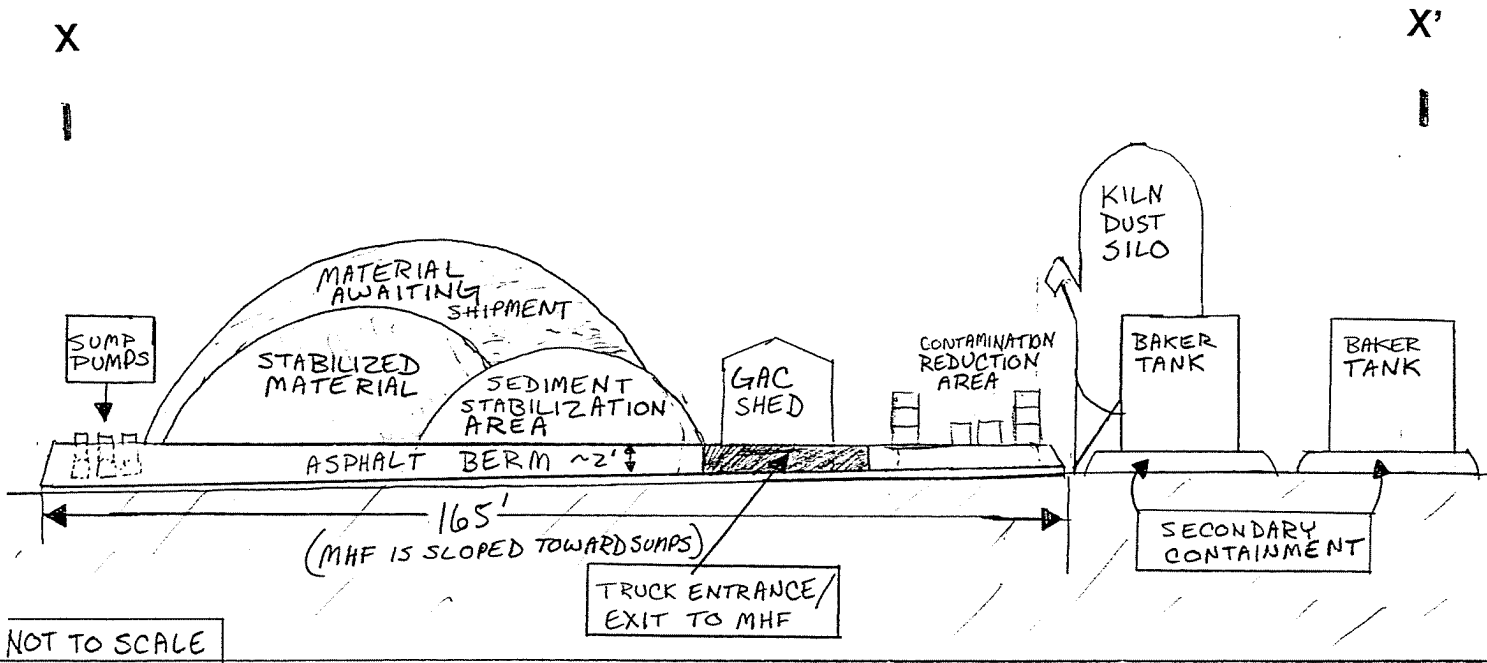 X
X'
KILN
DUST
SILO
MATERIAL
AWAITING
SHIPMENT
SUMP
PUMPS
STABILIZED
MATERIAL
SEDIMENT
STABILIZATION
AREA
GAC
SHED
CONTAMINATION
REDUCTION
AREA
BAKER
TANK
BAKER
TANK
ASPHALT BERM ~2'
165'
(MHF IS SLOPED TOWARD SUMPS)
SECONDARY
CONTAINMENT
TRUCK ENTRANCE/
EXIT TO MHF
NOT TO SCALE